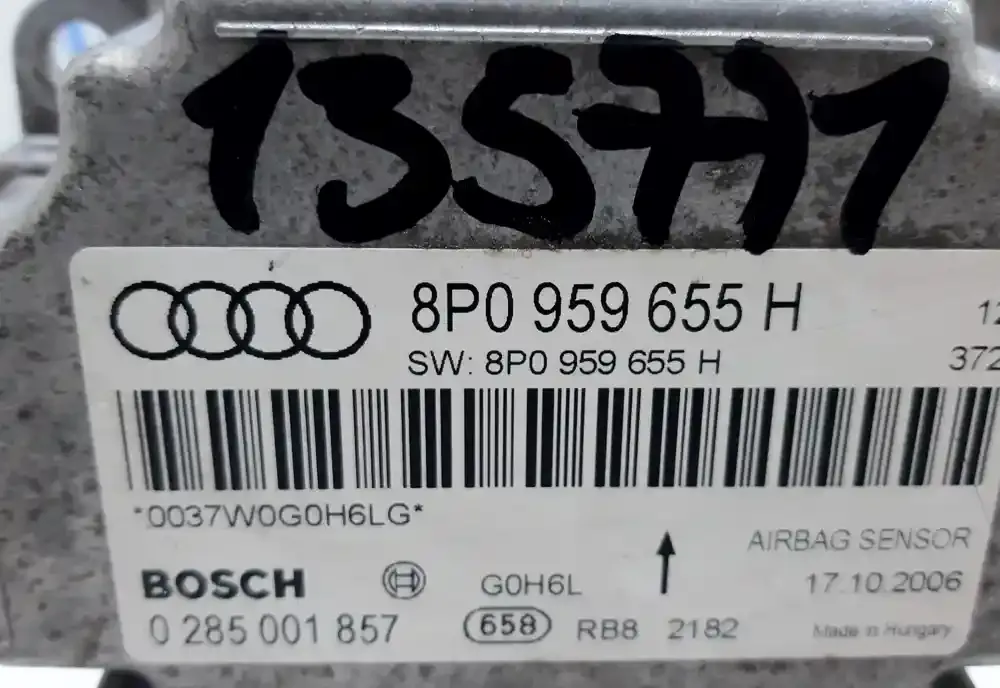 135771
8P0 959 655 H
12
SW: 8P0 959 655 H
372
*0037W0G0H6LG*
AIRBAG SENSOR
BOSCH
G0H6L
17.10.2006
0 285 001 857
658
RB8 2182
Made in Hungary